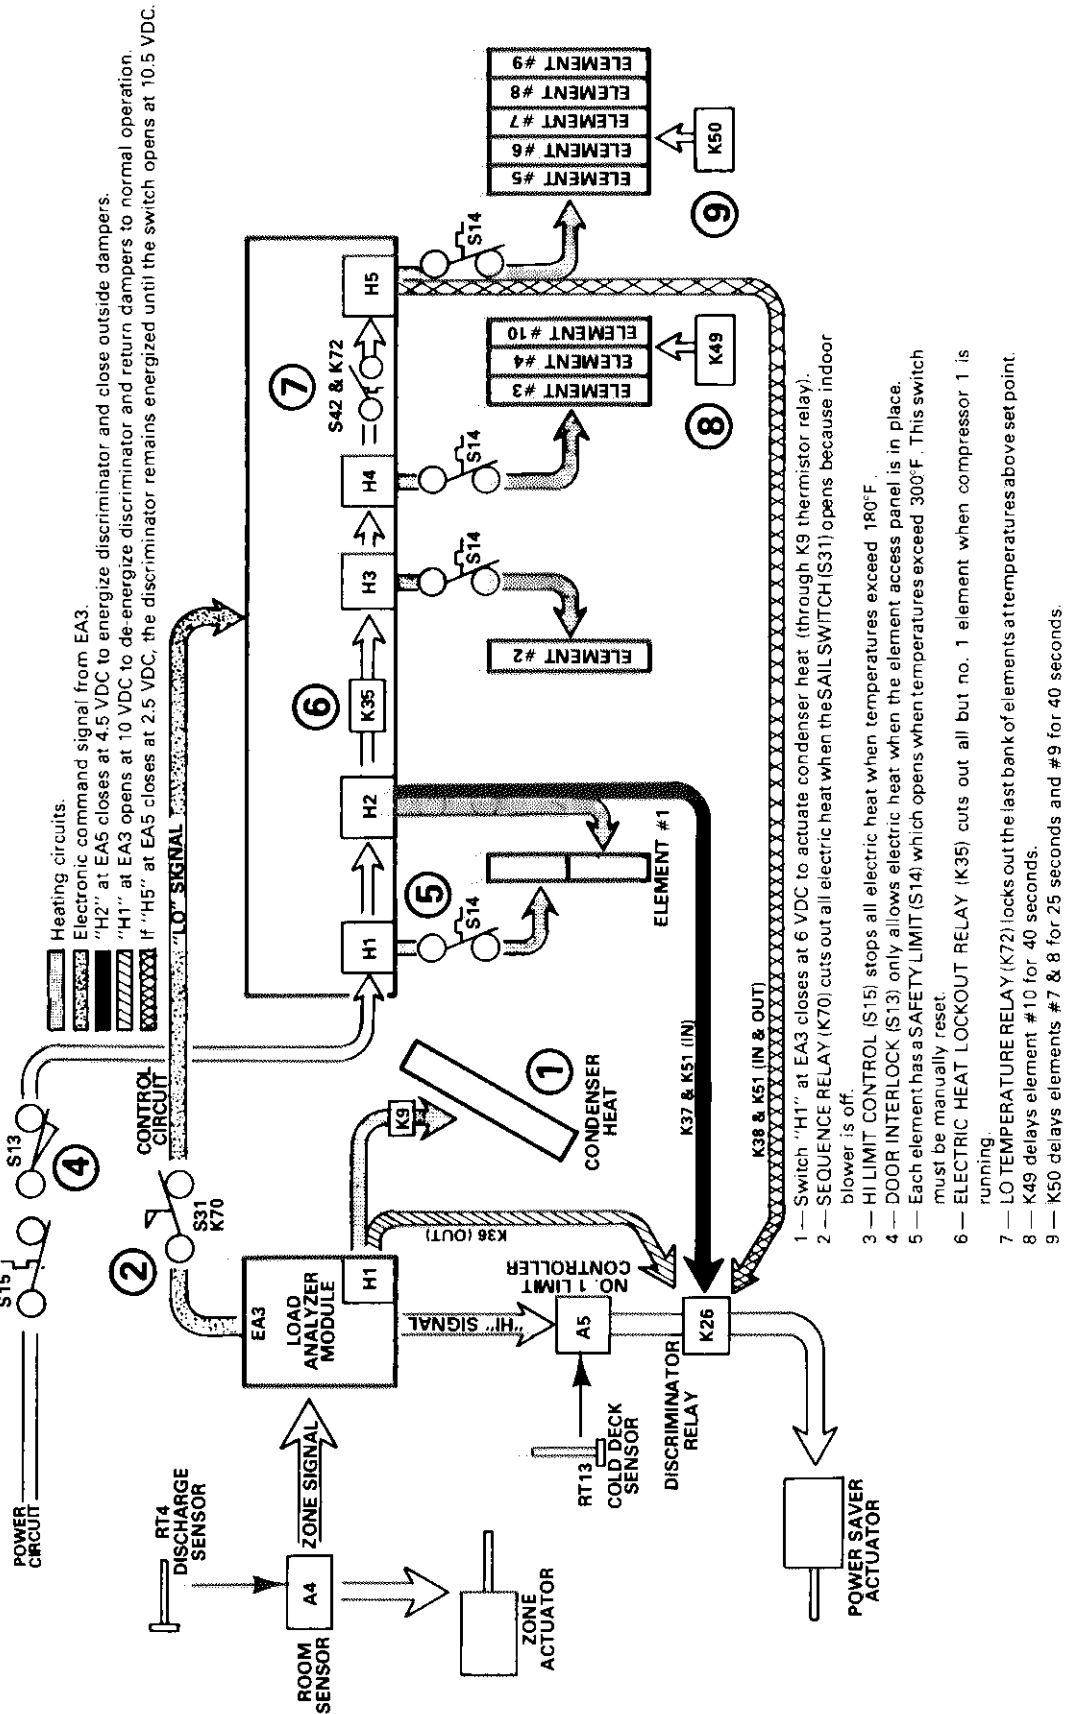 Heating circuits.
Electronic command signal from EA3.
"H2" at EA5 closes at 4.5 VDC to energize discriminator and close outside dampers.
"H1" at EA3 opens at 10 VDC to de-energize discriminator and return dampers to normal operation.
If "H5" at EA5 closes at 2.5 VDC, the discriminator remains energized until the switch opens at 10.5 VDC.
POWER
CIRCUIT
S15
S13
4
2
S31
K70
CONTROL
CIRCUIT
"LO" SIGNAL
RT4
DISCHARGE
SENSOR
A4
ROOM
SENSOR
ZONE SIGNAL
ZONE
ACTUATOR
EA3
LOAD
ANALYZER
MODULE
H1
K9
CONDENSER
HEAT
1
K36 (OUT)
"HI" SIGNAL
NO. 1 LIMIT
CONTROLLER
A5
RT13
COLD DECK
SENSOR
DISCRIMINATOR
RELAY
K26
POWER SAVER
ACTUATOR
H1
H2
K35
6
H3
H4
7
S42 & K72
H5
5
S14
ELEMENT #1
S14
ELEMENT #2
S14
ELEMENT #3
ELEMENT #4
ELEMENT #10
K49
8
S14
ELEMENT #5
ELEMENT #6
ELEMENT #7
ELEMENT #8
ELEMENT #9
K50
9
K37 & K51 (IN)
K38 & K51 (IN & OUT)
1 — Switch "H1" at EA3 closes at 6 VDC to actuate condenser heat (through K9 thermistor relay).
2 — SEQUENCE RELAY (K70) cuts out all electric heat when the SAIL SWITCH (S31) opens because indoor
blower is off.
3 — HI LIMIT CONTROL (S15) stops all electric heat when temperatures exceed 180°F.
4 — DOOR INTERLOCK (S13) only allows electric heat when the element access panel is in place.
5 — Each element has a SAFETY LIMIT (S14) which opens when temperatures exceed 300°F. This switch
must be manually reset.
6 — ELECTRIC HEAT LOCKOUT RELAY (K35) cuts out all but no. 1 element when compressor 1 is
running.
7 — LO TEMPERATURE RELAY (K72) locks out the last bank of elements at temperatures above set point.
8 — K49 delays element #10 for 40 seconds.
9 — K50 delays elements #7 & 8 for 25 seconds and #9 for 40 seconds.